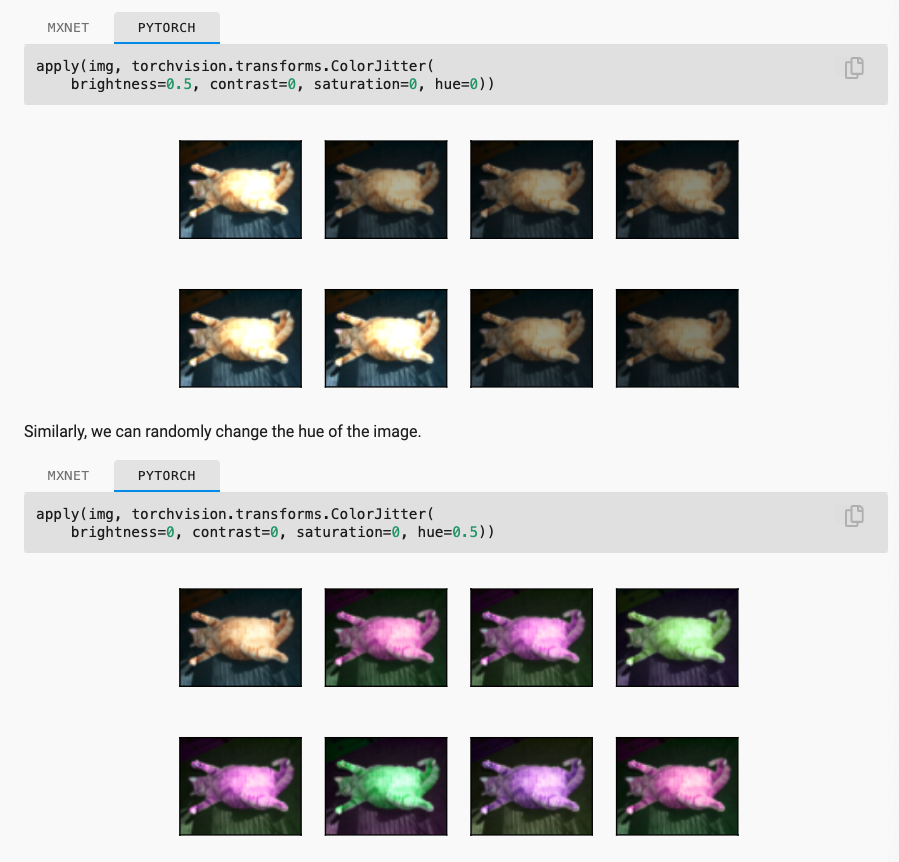 MXNET PYTORCH
apply(img, torchvision.transforms.ColorJitter(
    brightness=0.5, contrast=0, saturation=0, hue=0))
Similarly, we can randomly change the hue of the image.
MXNET PYTORCH
apply(img, torchvision.transforms.ColorJitter(
    brightness=0, contrast=0, saturation=0, hue=0.5))